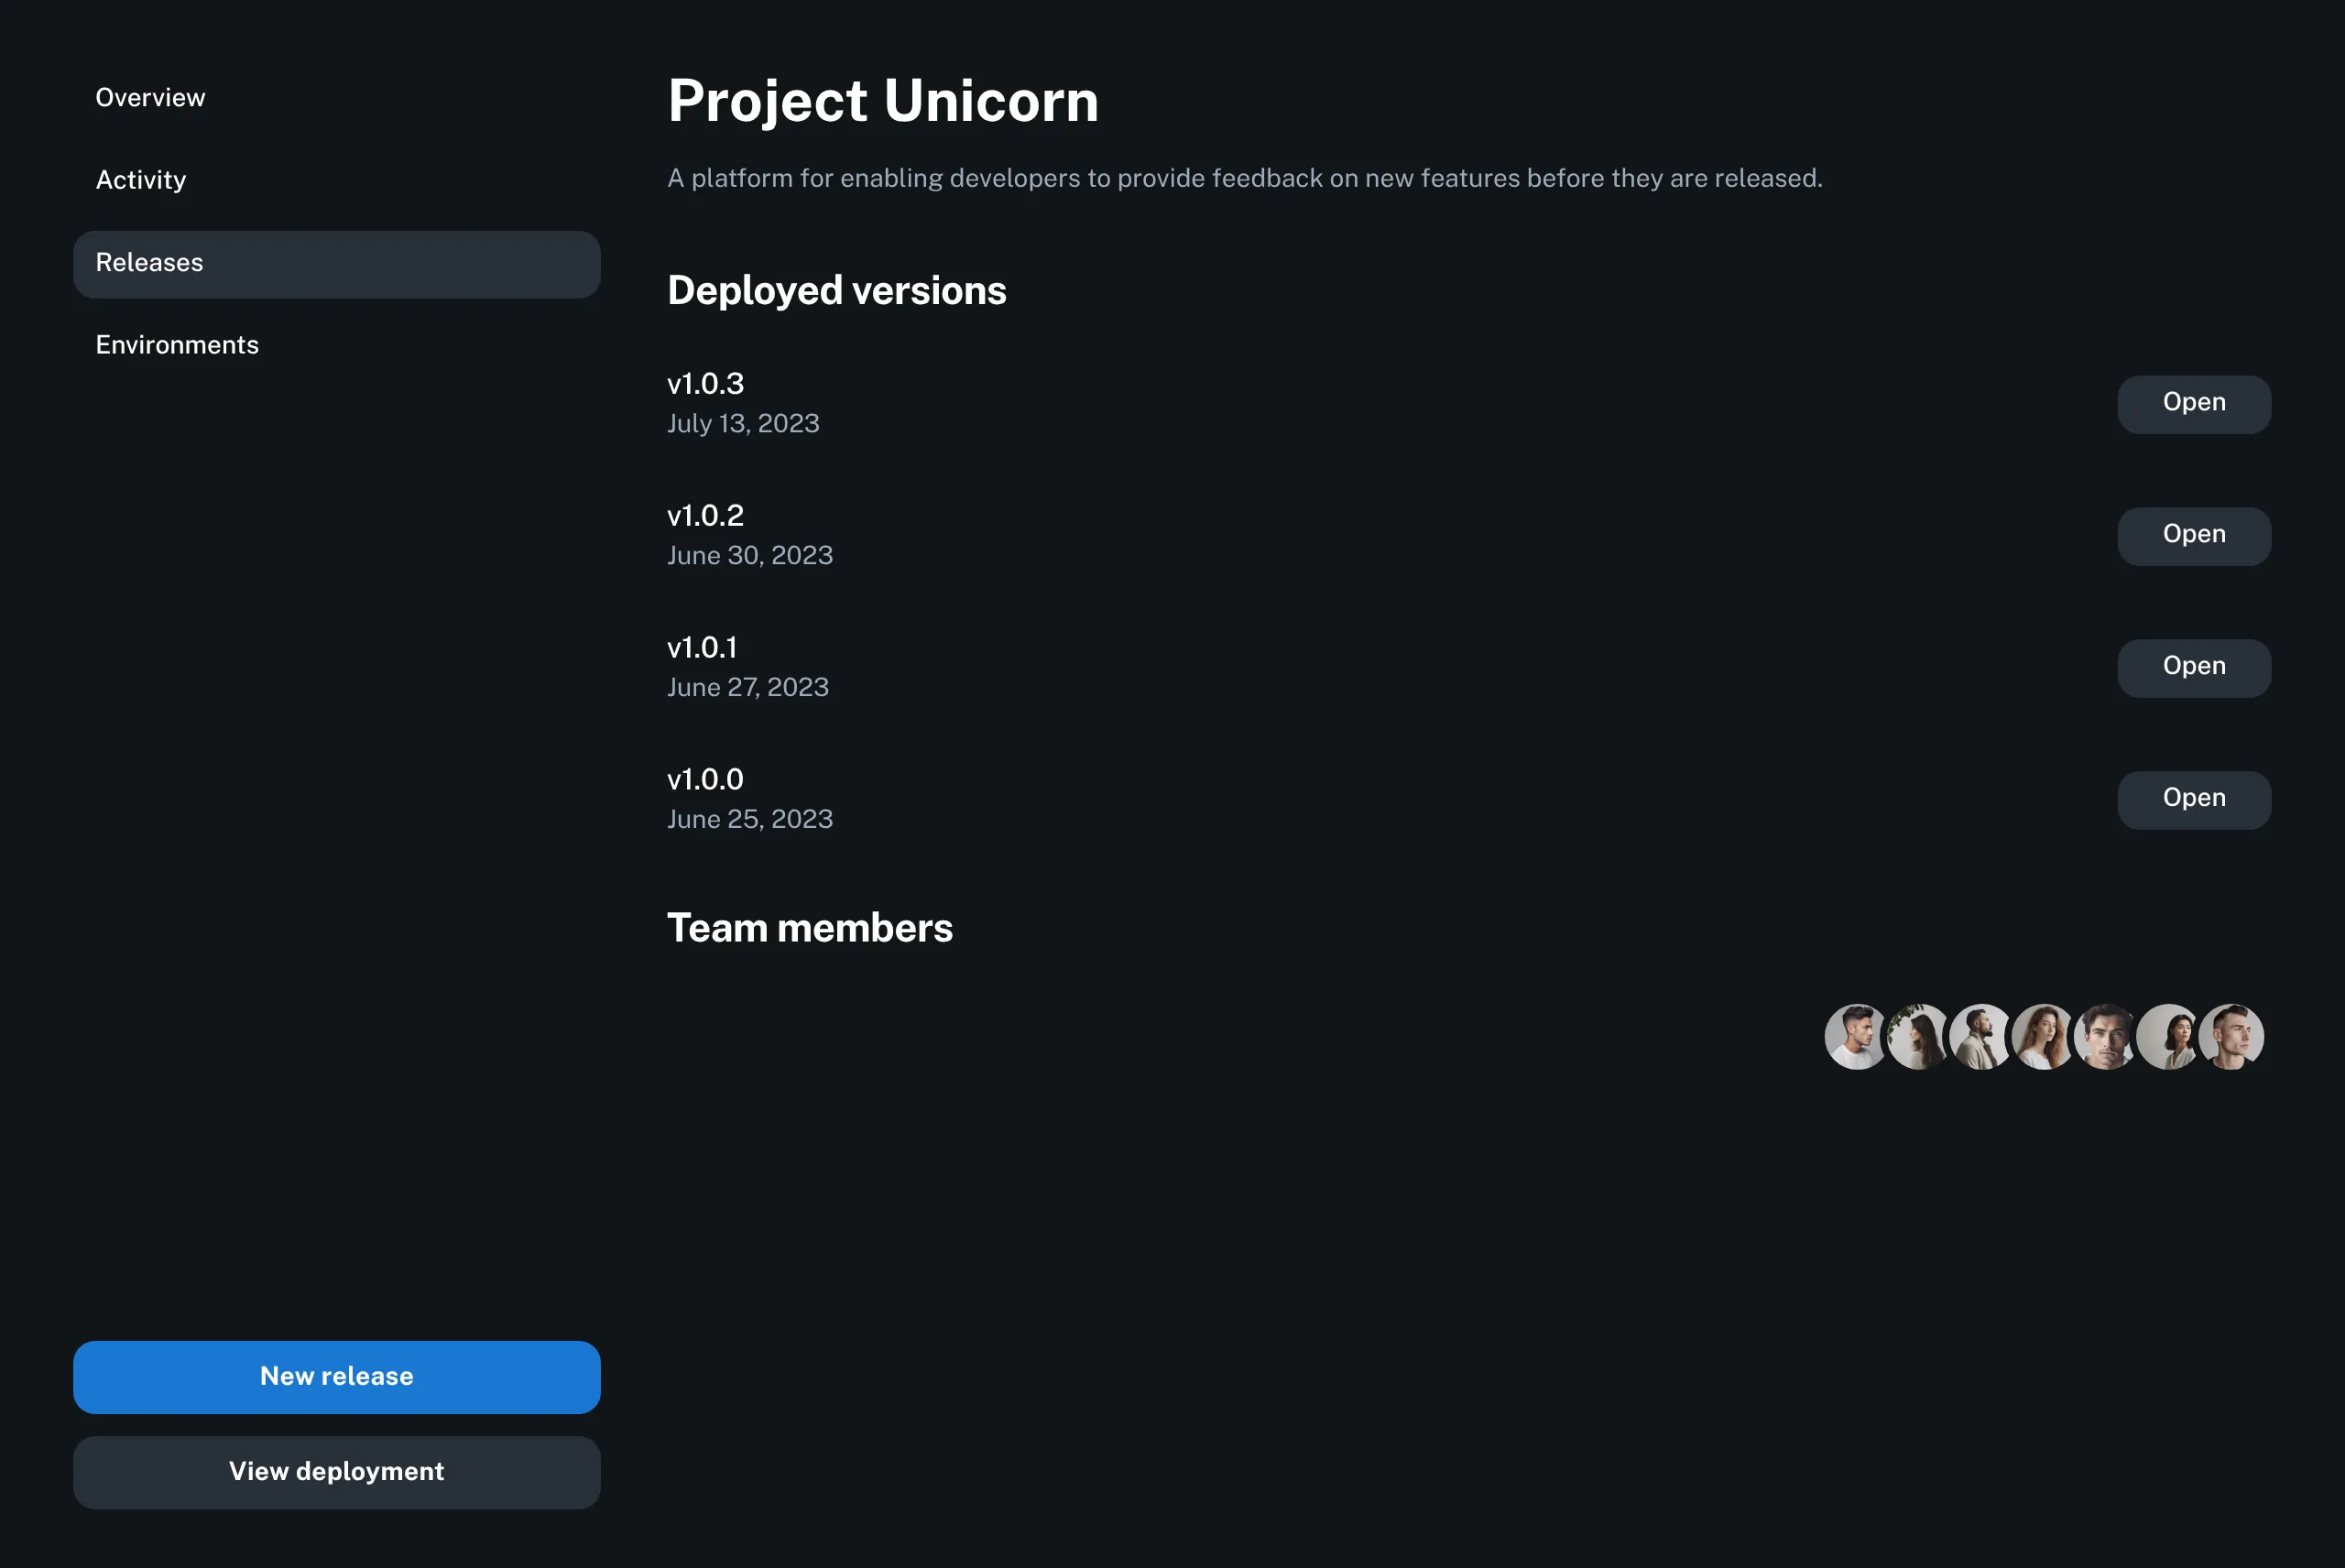 Overview
Activity
Releases
Environments
New release
View deployment
Project Unicorn
A platform for enabling developers to provide feedback on new features before they are released.
Deployed versions
v1.0.3
July 13, 2023
Open
v1.0.2
June 30, 2023
Open
v1.0.1
June 27, 2023
Open
v1.0.0
June 25, 2023
Open
Team members